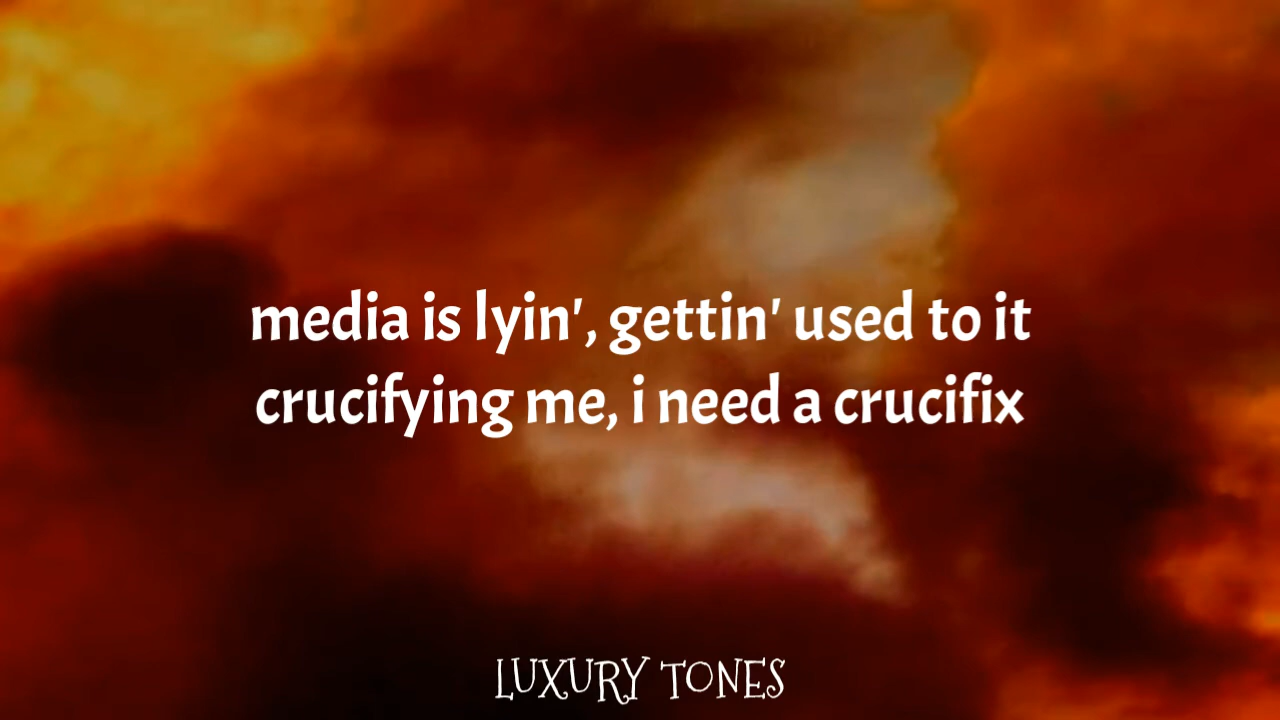 media is lyin', gettin' used to it
crucifying me, i need a crucifix
LUXURY TONES